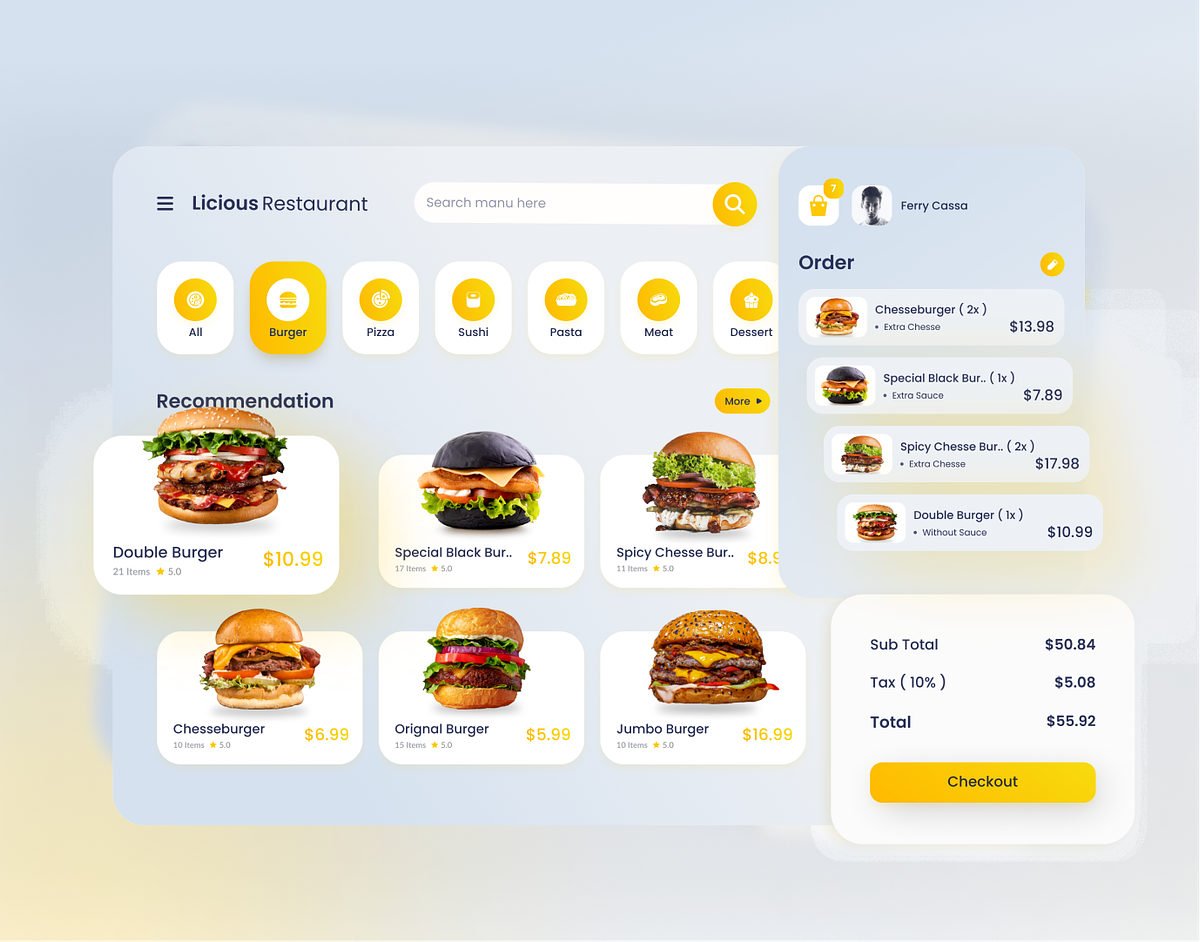 Licious Restaurant
Search manu here
7
Ferry Cassa
All
Burger
Pizza
Sushi
Pasta
Meat
Dessert
Recommendation
More
Double Burger
21 Items 5.0
$10.99
Special Black Bur..
17 Items 5.0
$7.89
Spicy Chesse Bur..
11 Items 5.0
$8.9
Chesseburger
10 Items 5.0
$6.99
Orignal Burger
15 Items 5.0
$5.99
Jumbo Burger
10 Items 5.0
$16.99
Order
Chesseburger ( 2x )
• Extra Chesse
$13.98
Special Black Bur.. ( 1x )
• Extra Sauce
$7.89
Spicy Chesse Bur.. ( 2x )
• Extra Chesse
$17.98
Double Burger ( 1x )
• Without Sauce
$10.99
Sub Total $50.84
Tax ( 10% ) $5.08
Total $55.92
Checkout